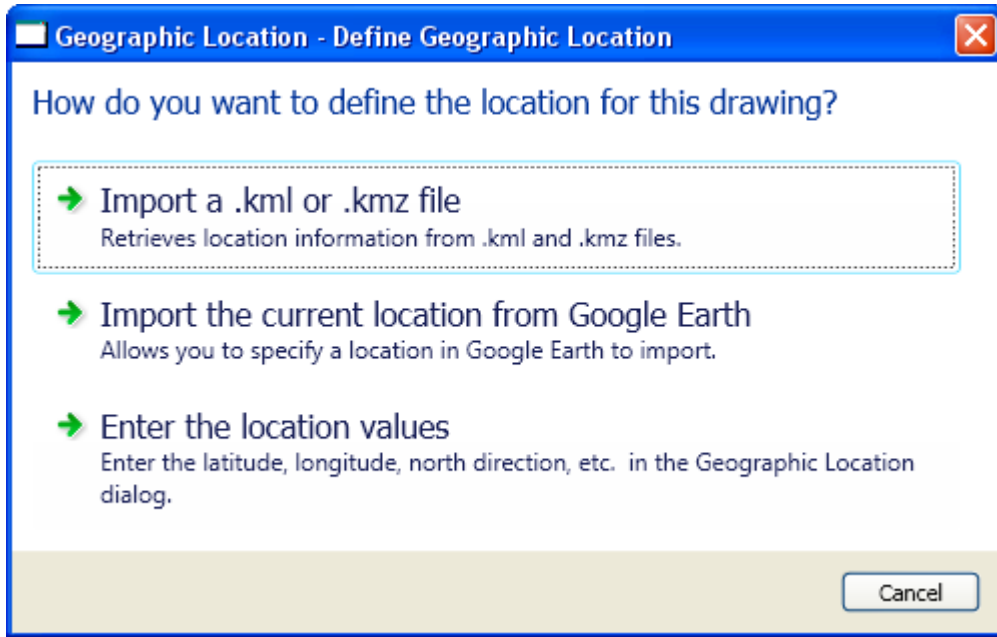 Geographic Location - Define Geographic Location
How do you want to define the location for this drawing?
Import a .kml or .kmz file
Retrieves location information from .kml and .kmz files.
Import the current location from Google Earth
Allows you to specify a location in Google Earth to import.
Enter the location values
Enter the latitude, longitude, north direction, etc.  in the Geographic Location
dialog.
Cancel